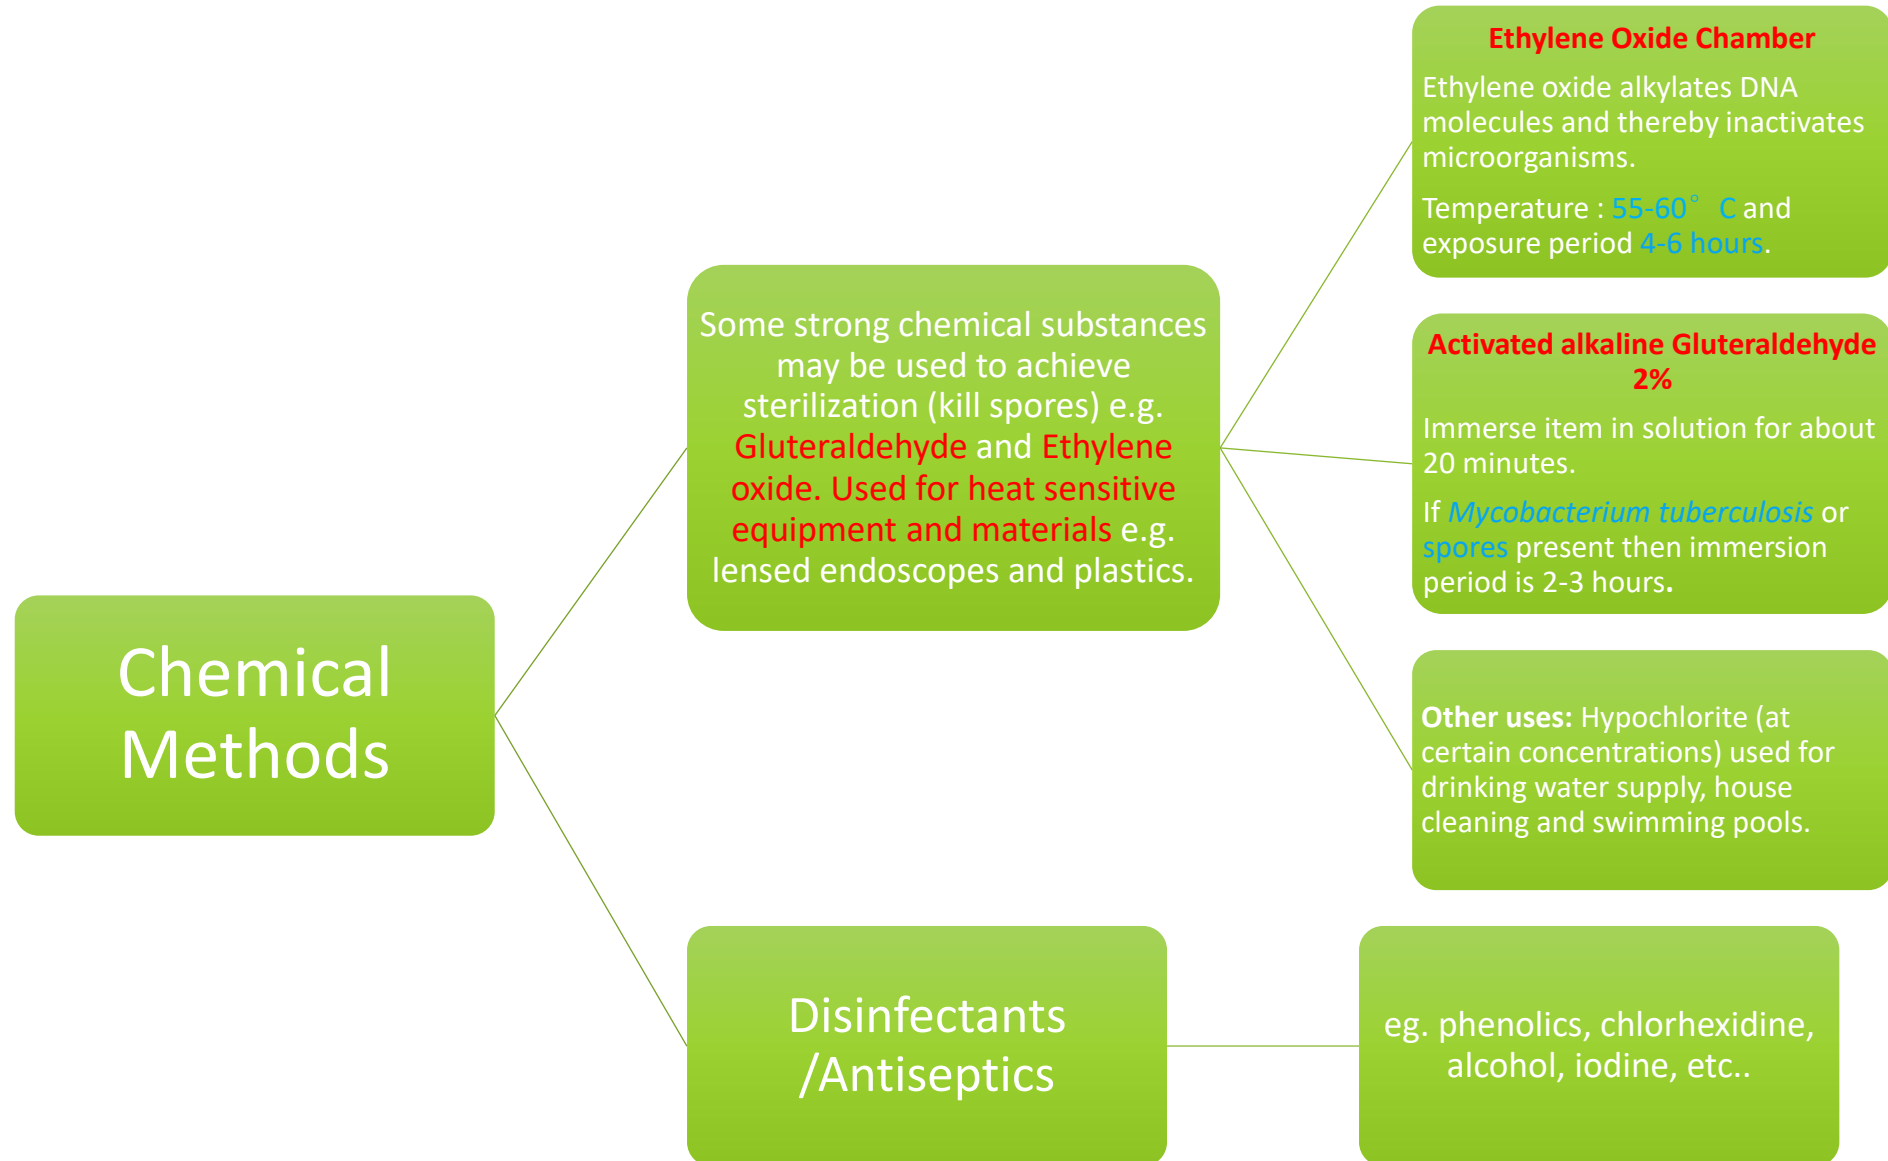 Chemical
Methods
Some strong chemical substances
may be used to achieve
sterilization (kill spores) e.g.
Gluteraldehyde and Ethylene
oxide. Used for heat sensitive
equipment and materials e.g.
lensed endoscopes and plastics.
Ethylene Oxide Chamber
Ethylene oxide alkylates DNA
molecules and thereby inactivates
microorganisms.
Temperature : 55-60° C and
exposure period 4-6 hours.
Activated alkaline Gluteraldehyde
2%
Immerse item in solution for about
20 minutes.
If Mycobacterium tuberculosis or
spores present then immersion
period is 2-3 hours.
Other uses: Hypochlorite (at
certain concentrations) used for
drinking water supply, house
cleaning and swimming pools.
Disinfectants
/Antiseptics
eg. phenolics, chlorhexidine,
alcohol, iodine, etc..